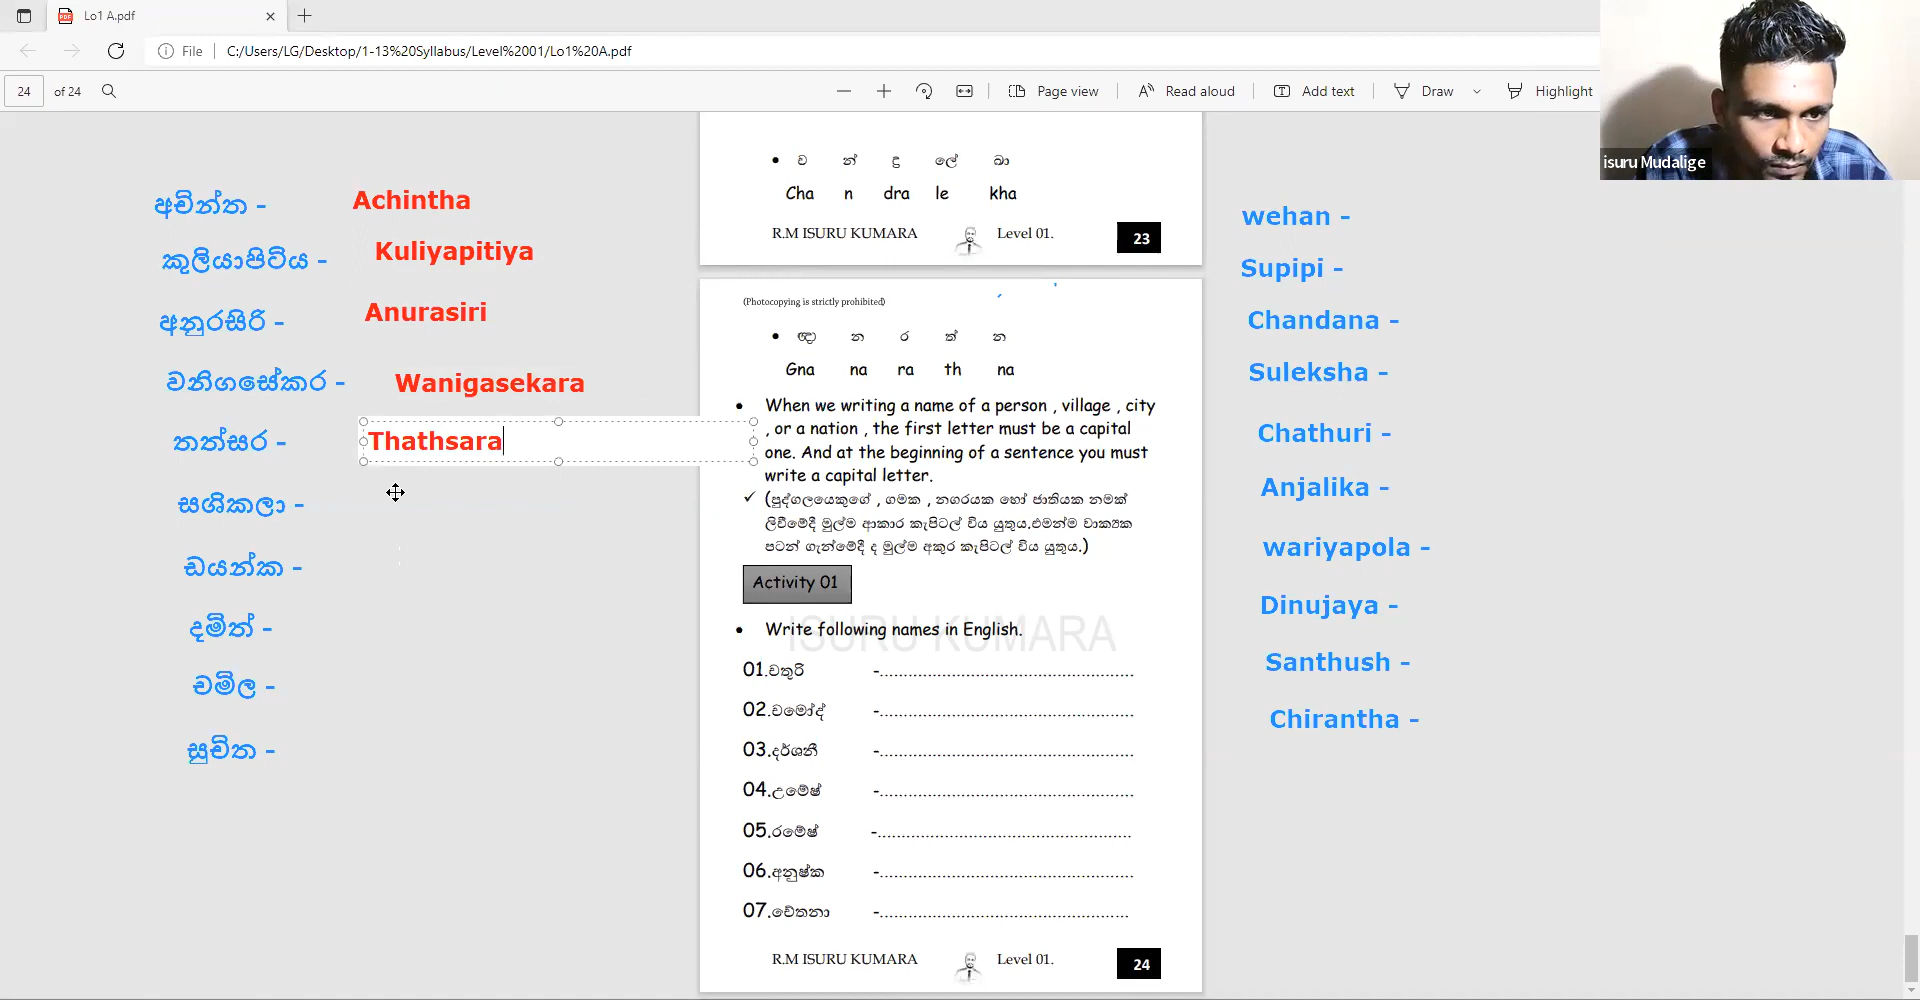 Lo1 A.pdf
File C:/Users/LG/Desktop/1-13%20Syllabus/Level%2001/Lo1%20A.pdf
24 of 24 Page view Read aloud Add text Draw Highlight
isuru Mudalige
අචින්ත - Achintha
කුලියාපිටිය - Kuliyapitiya
අනුරසිරි - Anurasiri
වනිගසේකර - Wanigasekara
තත්සර - Thathsara
සශිකලා -
ඩයන්ක -
දමිත් -
චමිල -
සුචිත -
• ච න් ද්‍ර ලේ ඛා
Cha n dra le kha
R.M ISURU KUMARA Level 01. 23
(Photocopying is strictly prohibited)
• ඥා න ර ත් න
Gna na ra th na
• When we writing a name of a person , village , city
, or a nation , the first letter must be a capital
one. And at the beginning of a sentence you must
write a capital letter.
✓ (පුද්ගලයෙකුගේ , ගමක , නගරයක හෝ ජාතියක නමක්
ලිවීමේදී මුල්ම ආකාර කැපිටල් විය යුතුය.එමන්ම වාක්‍යක
පටන් ගැන්මේදී ද මුල්ම අකුර කැපිටල් විය යුතුය.)
Activity 01
ISURU KUMARA
• Write following names in English.
01.චතුරි -...................................................
02.චමෝද් -...................................................
03.දර්ශනී -...................................................
04.උමේෂ් -...................................................
05.රමේෂ් -...................................................
06.අනුෂ්ක -...................................................
07.චේතනා -..................................................
R.M ISURU KUMARA Level 01. 24
wehan -
Supipi -
Chandana -
Suleksha -
Chathuri -
Anjalika -
wariyapola -
Dinujaya -
Santhush -
Chirantha -